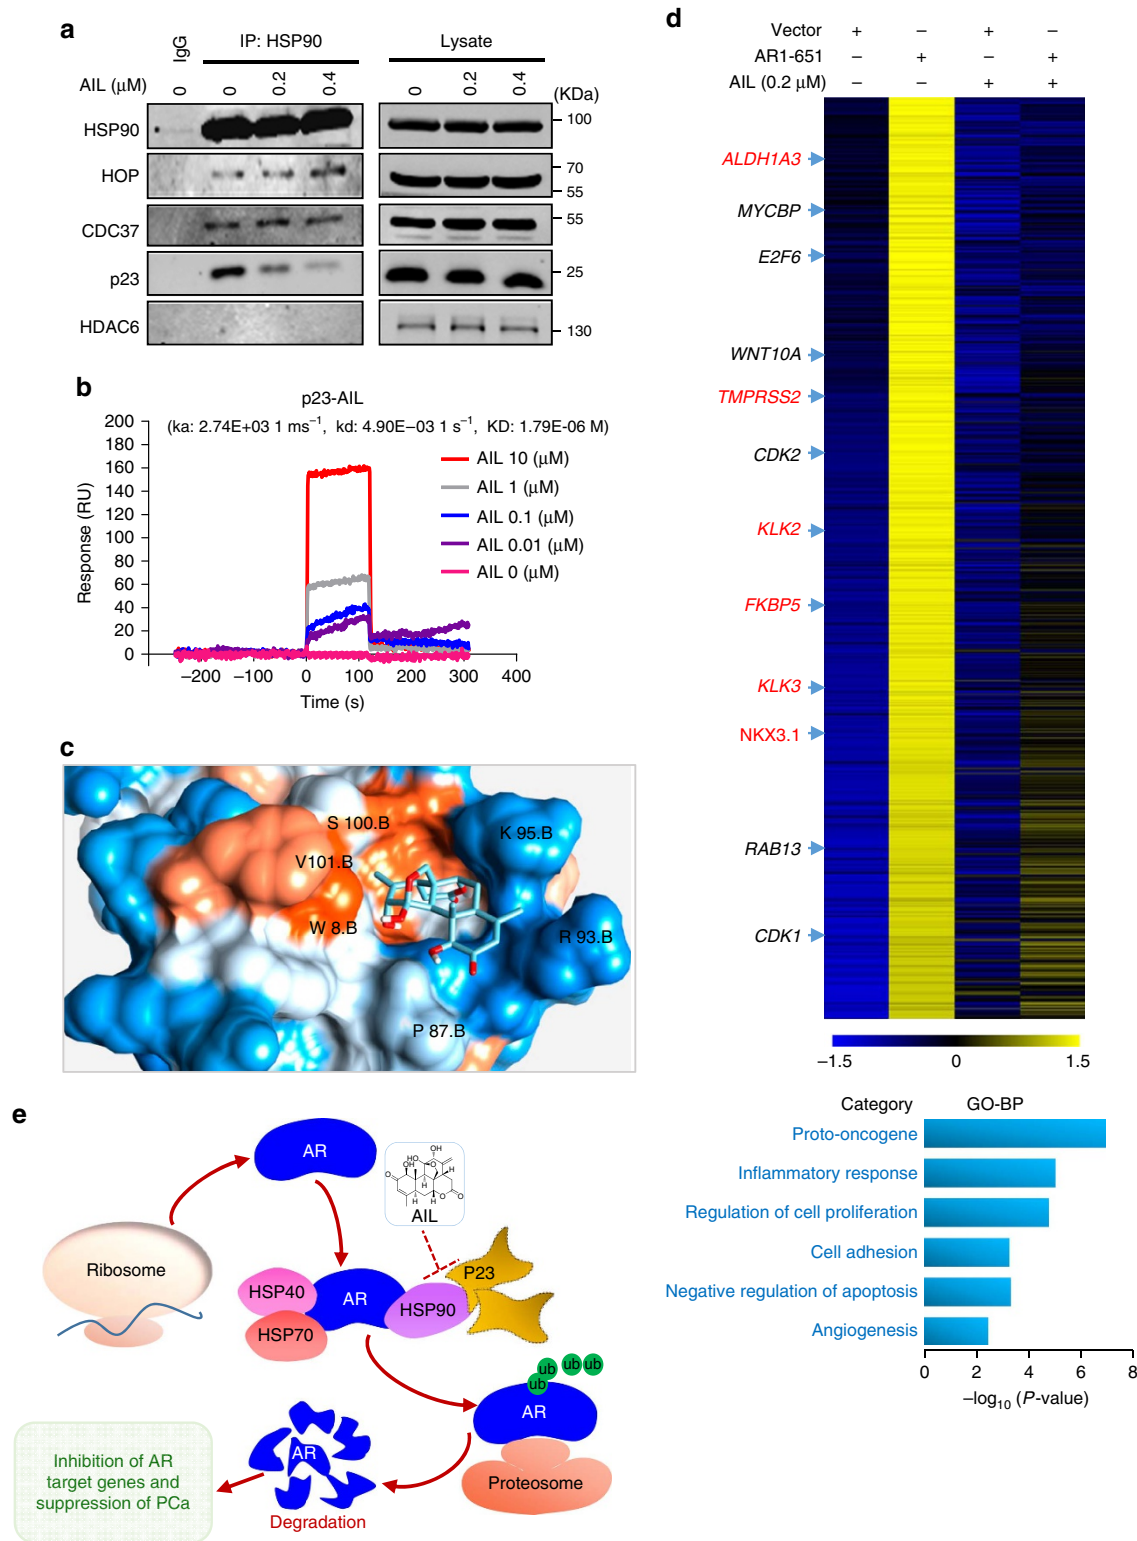 a
IgG
IP: HSP90
Lysate
AIL (μM)
0
0
0.2
0.4
0
0.2
0.4
(KDa)
HSP90
100
HOP
70
55
CDC37
55
p23
25
HDAC6
130
b
p23-AIL
(ka: 2.74E+03 1 ms⁻¹, kd: 4.90E−03 1 s⁻¹, KD: 1.79E-06 M)
Response (RU)
200
180
160
140
120
100
80
60
40
20
0
AIL 10 (μM)
AIL 1 (μM)
AIL 0.1 (μM)
AIL 0.01 (μM)
AIL 0 (μM)
−200 −100 0 100 200 300 400
Time (s)
c
S 100.B
K 95.B
V101.B
W 8.B
R 93.B
P 87.B
d
Vector + − + −
AR1-651 − + − +
AIL (0.2 μM) − − + +
ALDH1A3
MYCBP
E2F6
WNT10A
TMPRSS2
CDK2
KLK2
FKBP5
KLK3
NKX3.1
RAB13
CDK1
−1.5 0 1.5
Category GO-BP
Proto-oncogene
Inflammatory response
Regulation of cell proliferation
Cell adhesion
Negative regulation of apoptosis
Angiogenesis
0 2 4 6 8
−log₁₀ (P-value)
e
AR
OH
OH
HO
O
O
H
H
H
H
O
O
AIL
Ribosome
HSP40
AR
HSP90
P23
HSP70
ub
ub
ub
ub
AR
Proteosome
AR
Degradation
Inhibition of AR
target genes and
suppression of PCa